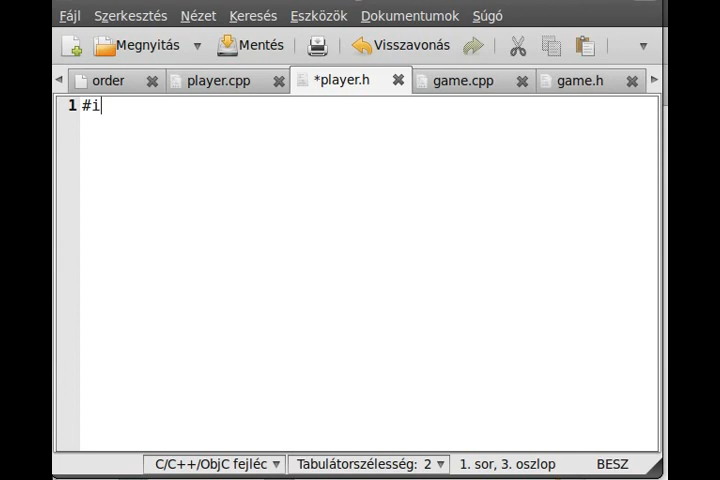 Fájl Szerkesztés Nézet Keresés Eszközök Dokumentumok Súgó
Megnyitás Mentés Visszavonás
order player.cpp *player.h game.cpp game.h
1 #i
C/C++/ObjC fejléc Tabulátorszélesség: 2 1. sor, 3. oszlop BESZ